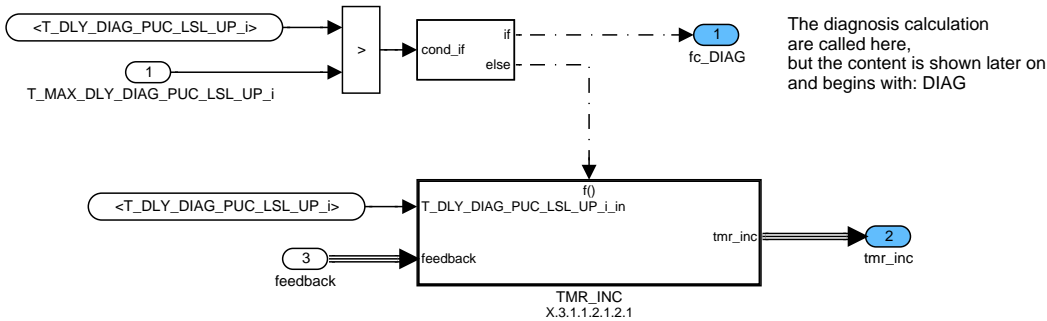 <T_DLY_DIAG_PUC_LSL_UP_i>
1
T_MAX_DLY_DIAG_PUC_LSL_UP_i
>
cond_if
if
else
1
fc_DIAG
The diagnosis calculation
are called here,
but the content is shown later on
and begins with: DIAG
<T_DLY_DIAG_PUC_LSL_UP_i>
3
feedback
f()
T_DLY_DIAG_PUC_LSL_UP_i_in
feedback
tmr_inc
TMR_INC
X.3.1.1.2.1.2.1
2
tmr_inc